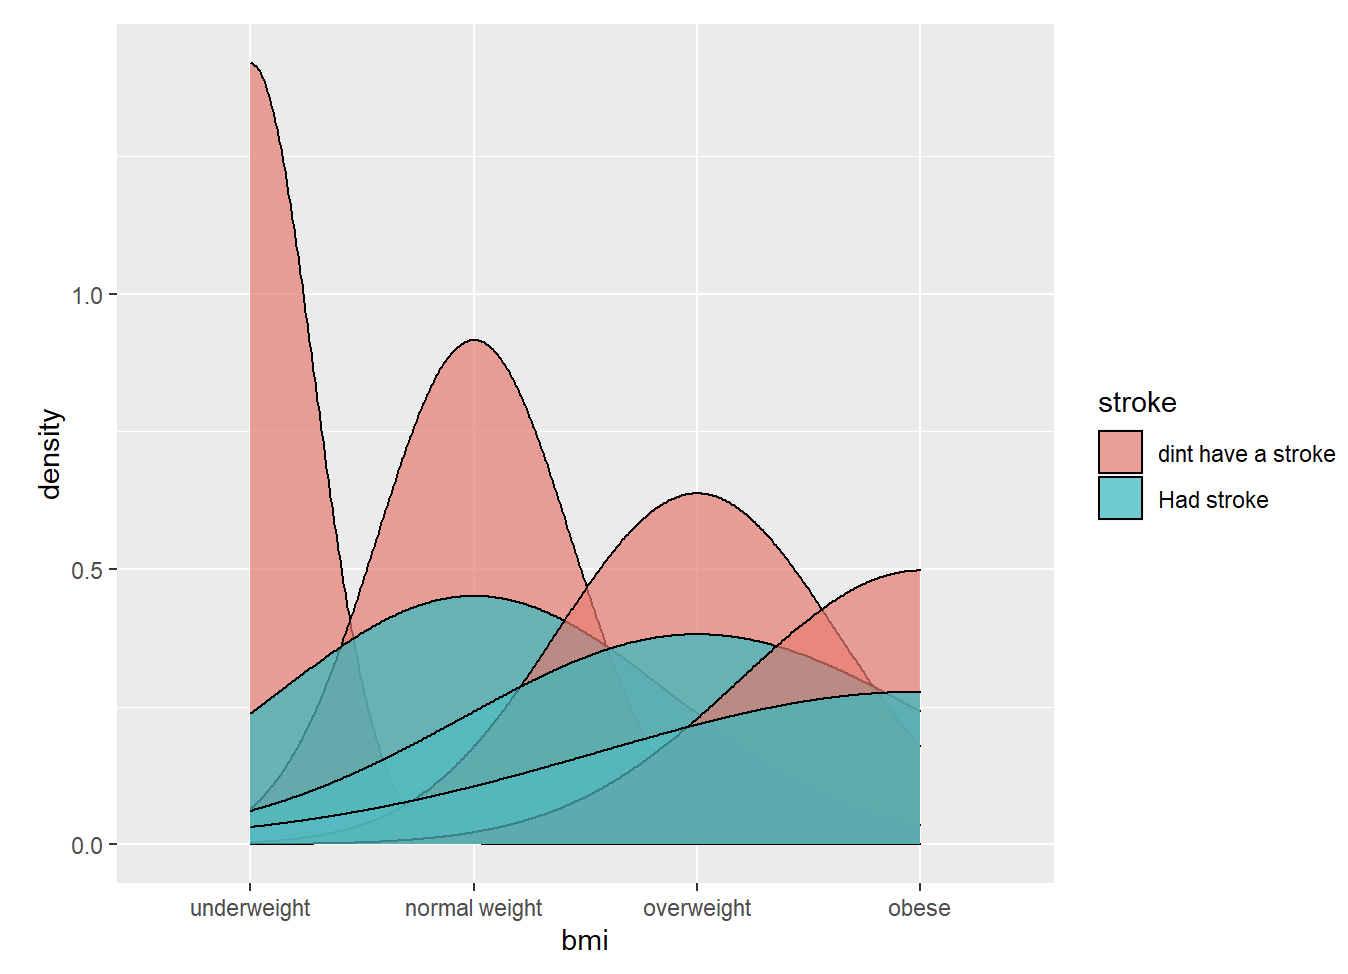 1.0
0.5
0.0
density
underweight
normal weight
overweight
obese
bmi
stroke
dint have a stroke
Had stroke